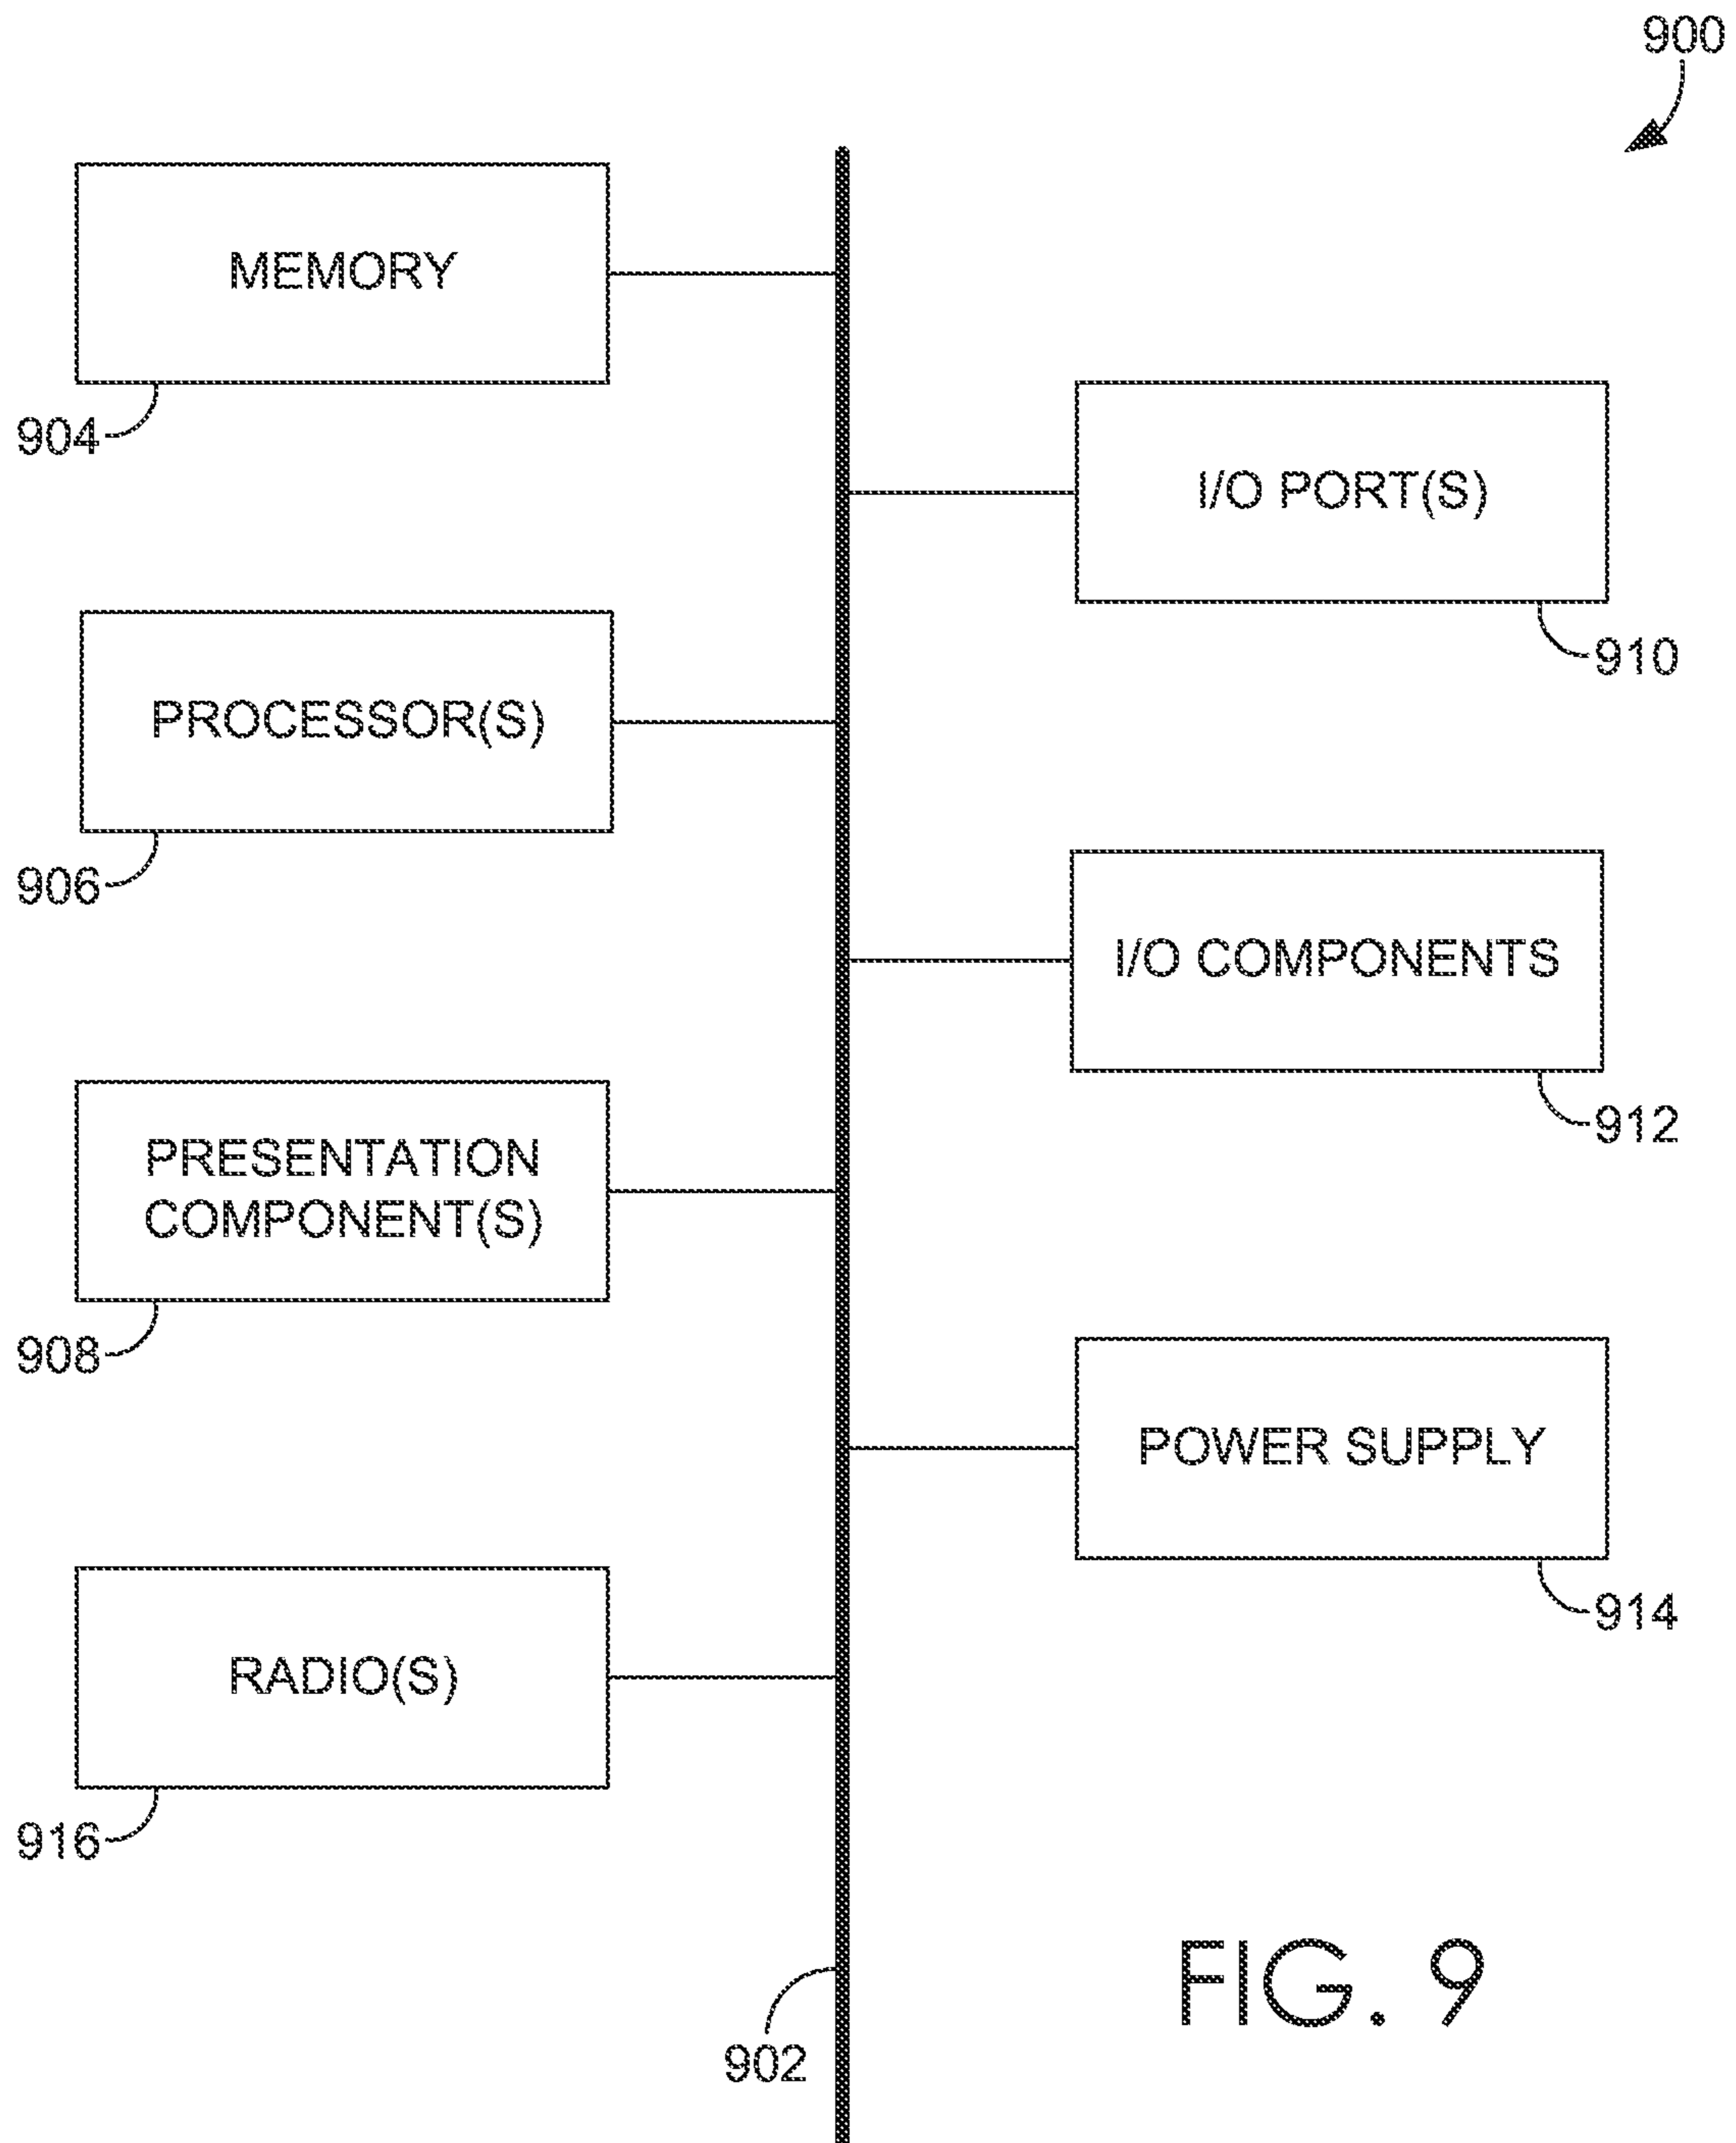 900
MEMORY
904
I/O PORT(S)
910
PROCESSOR(S)
906
I/O COMPONENTS
912
PRESENTATION
COMPONENT(S)
908
POWER SUPPLY
914
RADIO(S)
916
902
FIG. 9